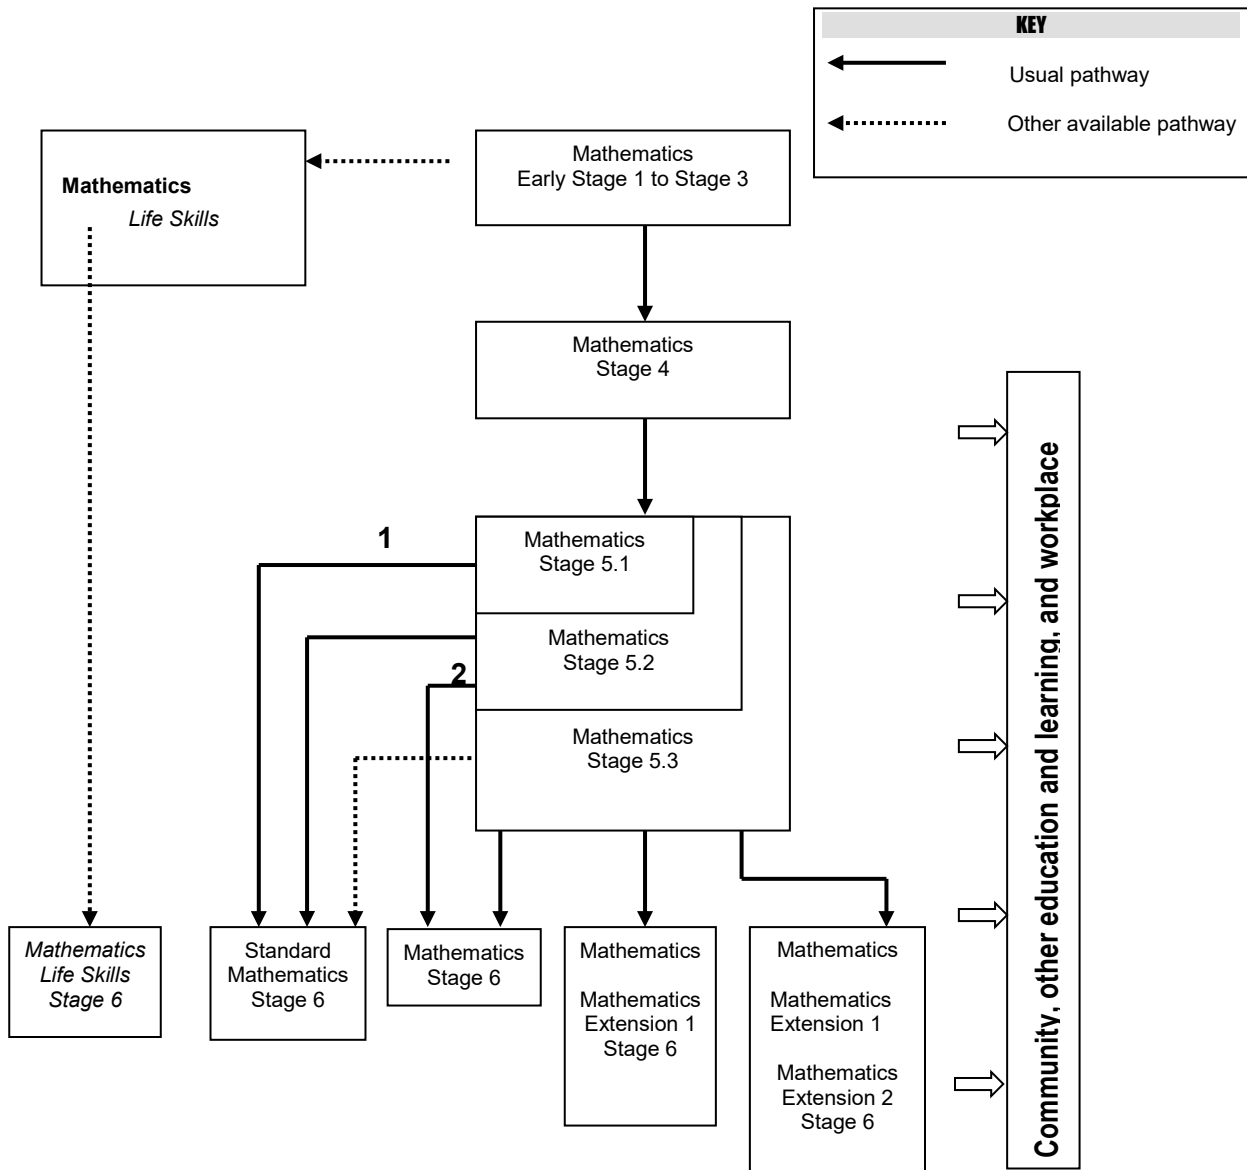 KEY
Usual pathway
Other available pathway
Mathematics
Life Skills
Mathematics
Early Stage 1 to Stage 3
Mathematics
Stage 4
1
Mathematics
Stage 5.1
2
Mathematics
Stage 5.2
Mathematics
Stage 5.3
Mathematics
Life Skills
Stage 6
Standard
Mathematics
Stage 6
Mathematics
Stage 6
Mathematics
Mathematics
Extension 1
Stage 6
Mathematics
Mathematics
Extension 1
Mathematics
Extension 2
Stage 6
Community, other education and learning, and workplace